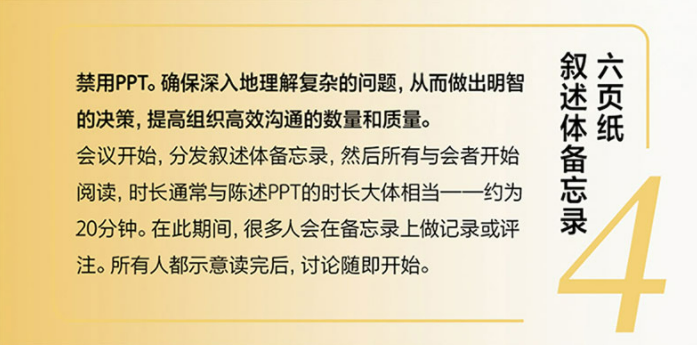 禁用PPT。确保深入地理解复杂的问题，从而做出明智
的决策，提高组织高效沟通的数量和质量。
会议开始，分发叙述体备忘录，然后所有与会者开始
阅读，时长通常与陈述PPT的时长大体相当——约为
20分钟。在此期间，很多人会在备忘录上做记录或评
注。所有人都示意读完后，讨论随即开始。
六页纸
叙述体备忘录
4